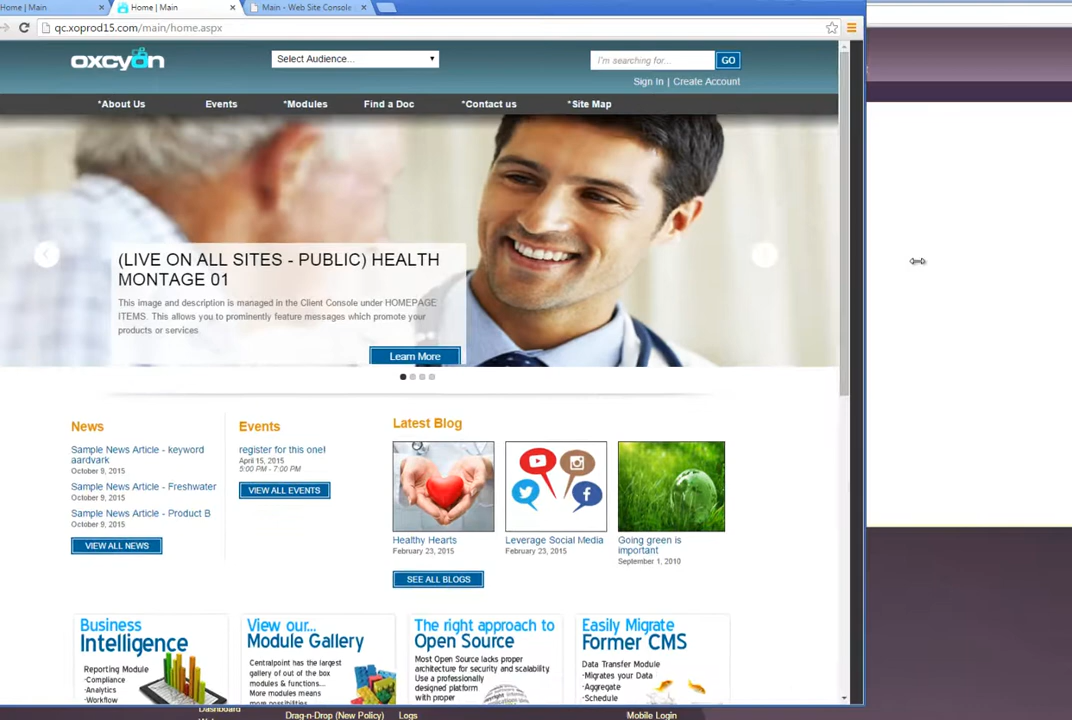 Home | Main
Home | Main
Main - Web Site Console
qc.xoprod15.com/main/home.aspx
oxcyon
Select Audience...
I'm searching for...
GO
Sign In | Create Account
*About Us
Events
*Modules
Find a Doc
*Contact us
*Site Map
(LIVE ON ALL SITES - PUBLIC) HEALTH
MONTAGE 01
This image and description is managed in the Client Console under HOMEPAGE
ITEMS. This allows you to prominently feature messages which promote your
products or services
Learn More
News
Sample News Article - keyword
aardvark
October 9, 2015
Sample News Article - Freshwater
October 9, 2015
Sample News Article - Product B
October 9, 2015
VIEW ALL NEWS
Events
register for this one!
April 15, 2015
5:00 PM - 7:00 PM
VIEW ALL EVENTS
Latest Blog
Healthy Hearts
February 23, 2015
Leverage Social Media
February 23, 2015
Going green is
important
September 1, 2010
SEE ALL BLOGS
Business
Intelligence
Reporting Module
-Compliance
-Analytics
-Workflow
View our...
Module Gallery
Centralpoint has the largest
gallery of out of the box
modules & functions...
More modules means
The right approach to
Open Source
Most Open Source lacks proper
architecture for security and scalability.
Use a professionally
designed platform
with proper
Easily Migrate
Former CMS
Data Transfer Module
-Migrates your Data
-Aggregate
-Schedule
Dashboard
Drag-n-Drop (New Policy)
Logs
Mobile Login